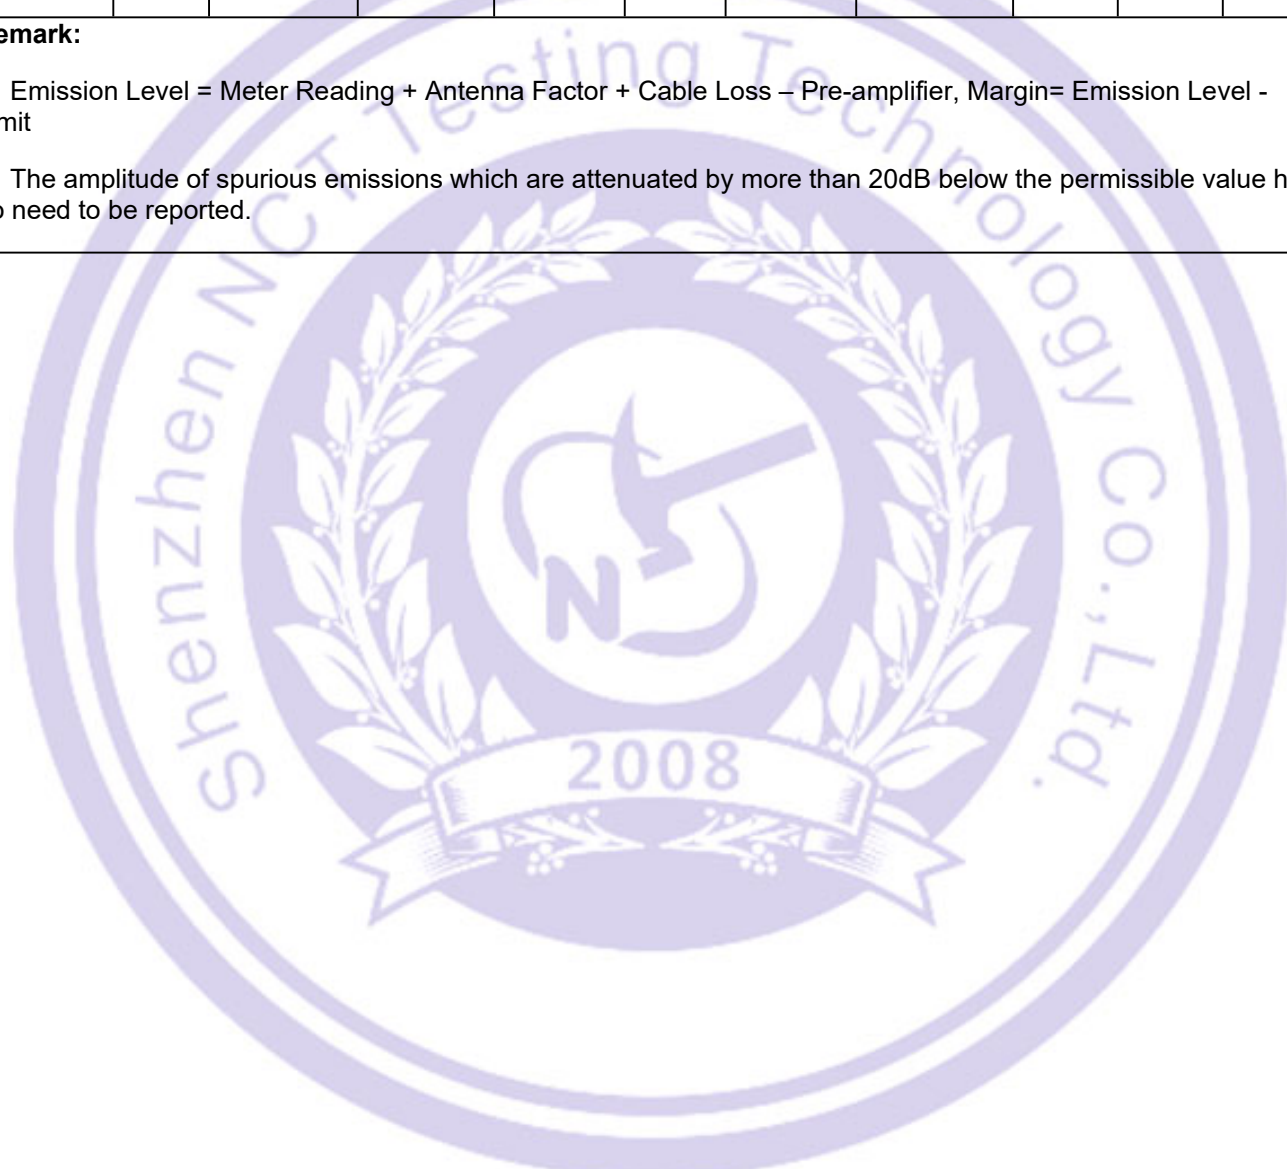 emark:
Emission Level = Meter Reading + Antenna Factor + Cable Loss – Pre-amplifier, Margin= Emission Level -
mit
The amplitude of spurious emissions which are attenuated by more than 20dB below the permissible value h
o need to be reported.
Shenzhen NCT Testing Technology Co.,Ltd.
N
2008